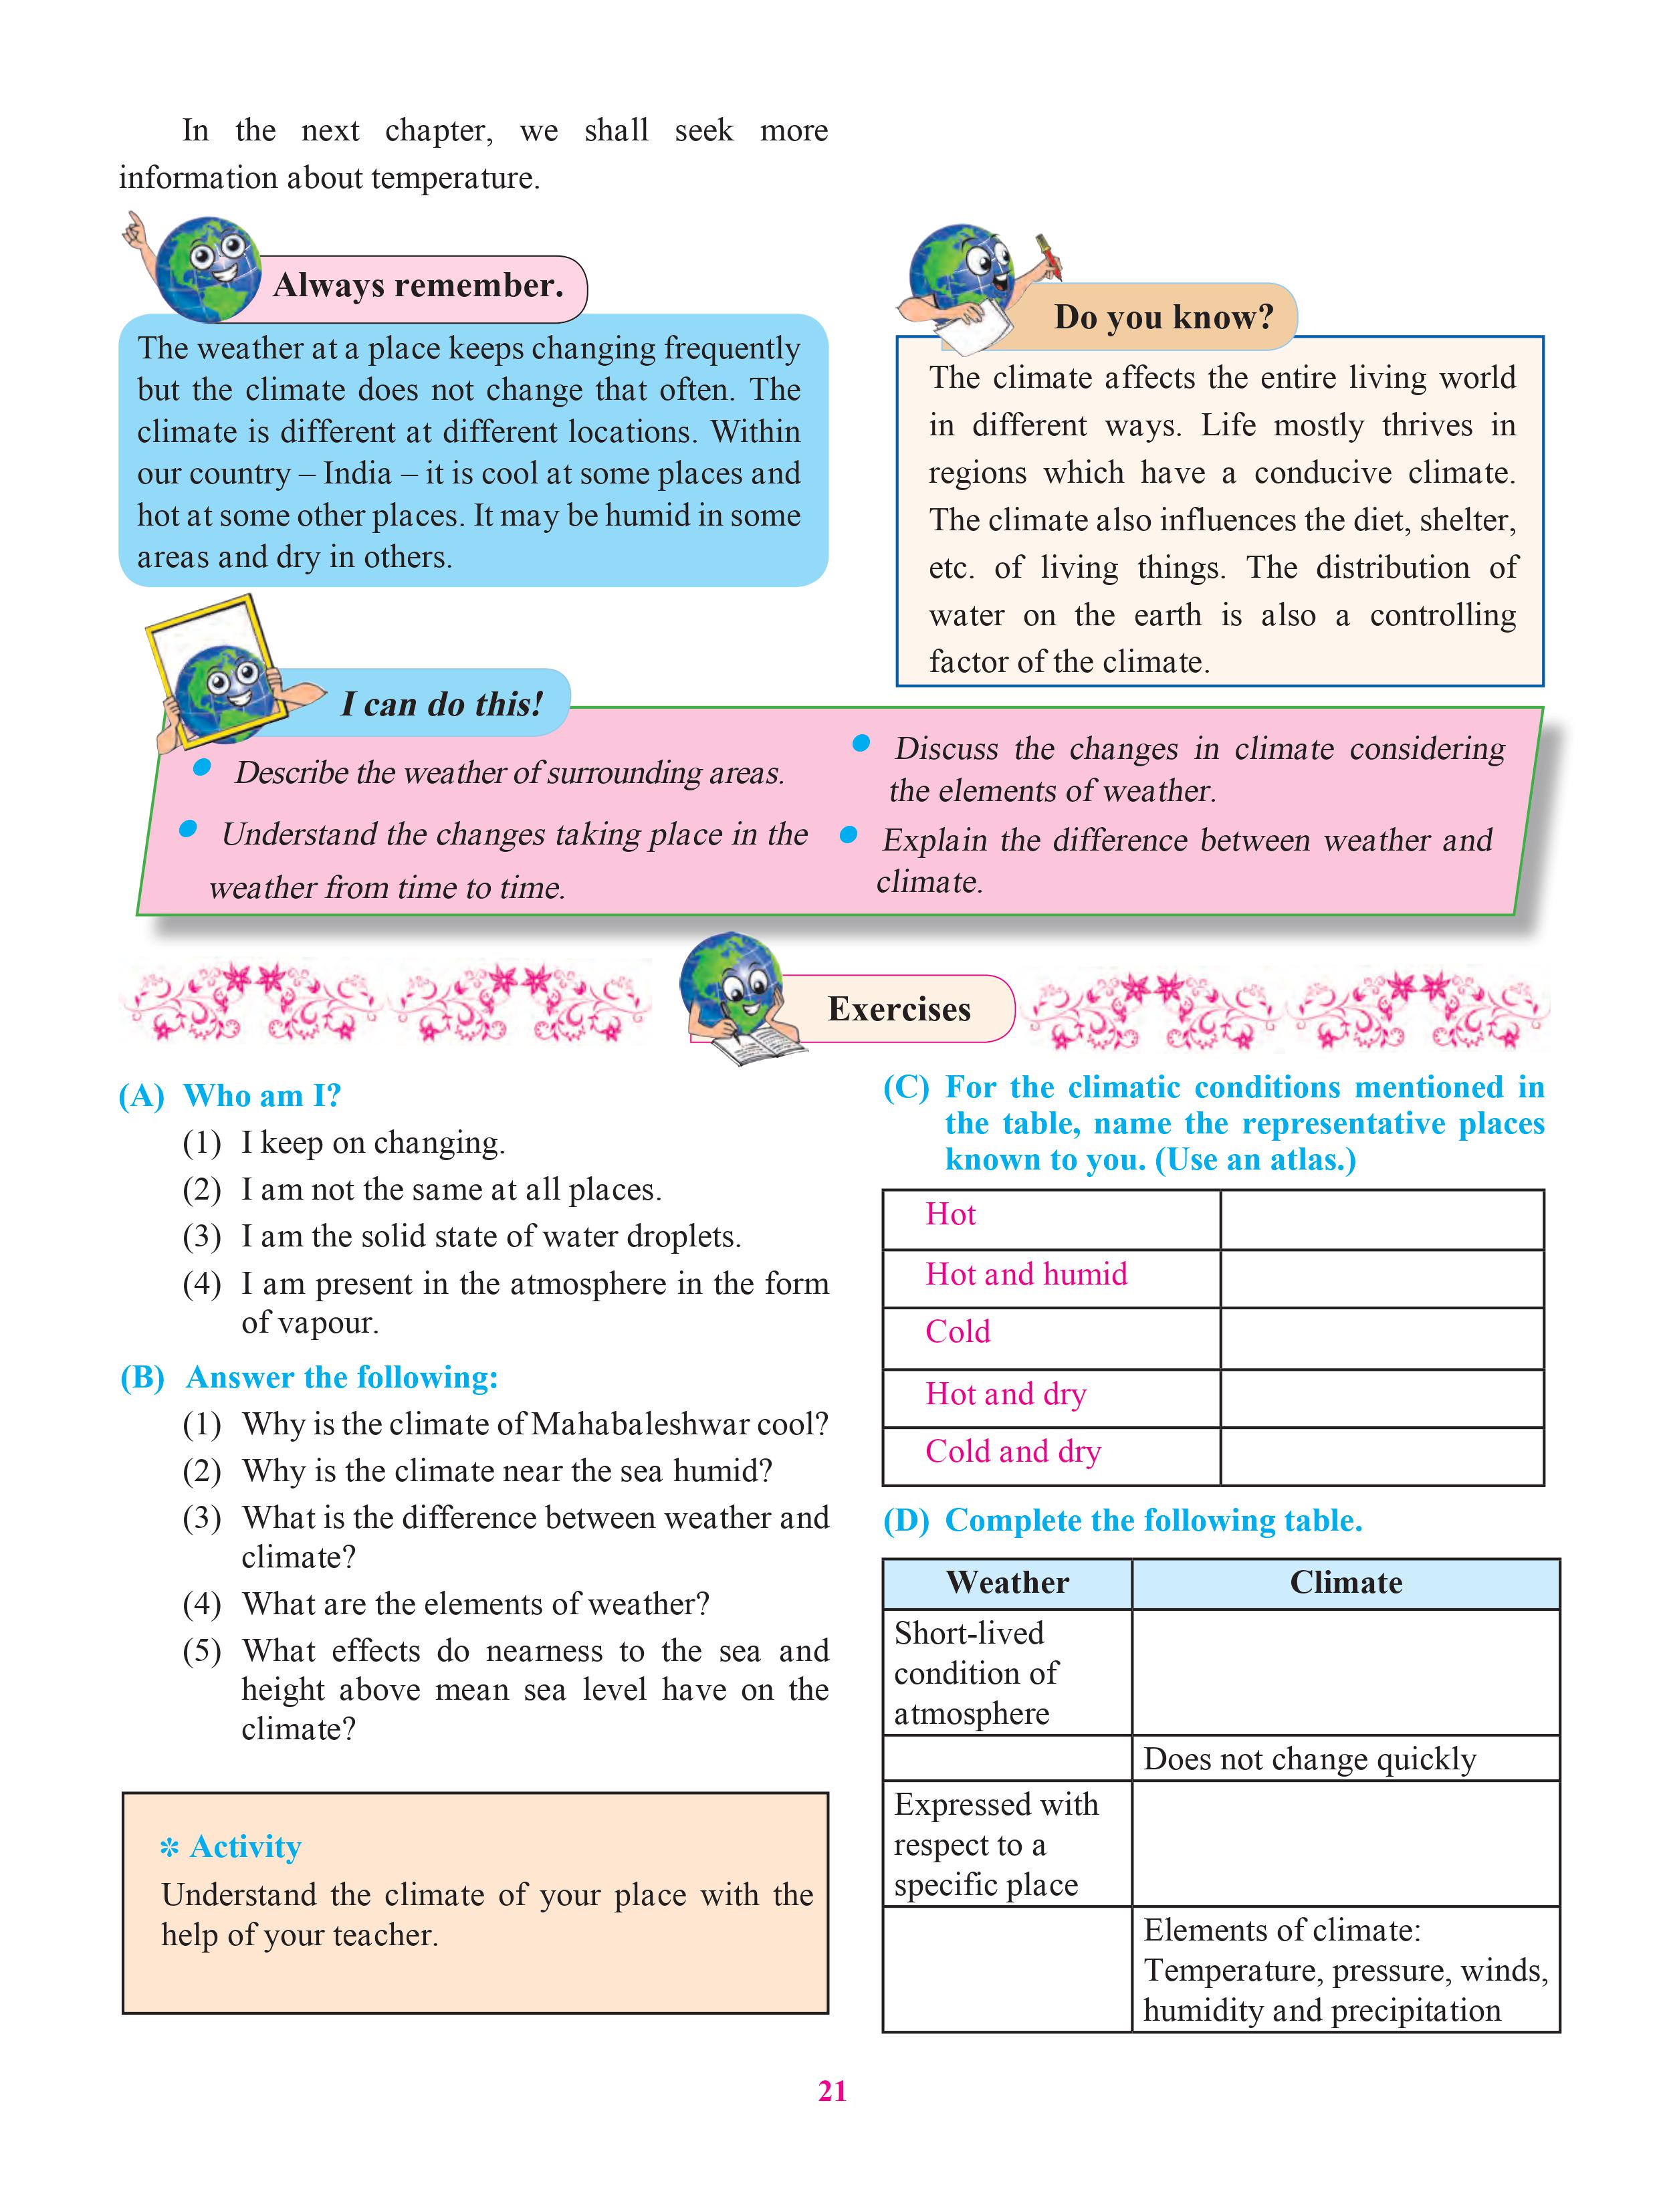 In the next chapter, we shall seek more
information about temperature.
Always remember.
The weather at a place keeps changing frequently
but the climate does not change that often. The
climate is different at different locations. Within
our country – India – it is cool at some places and
hot at some other places. It may be humid in some
areas and dry in others.
Do you know?
The climate affects the entire living world
in different ways. Life mostly thrives in
regions which have a conducive climate.
The climate also influences the diet, shelter,
etc. of living things. The distribution of
water on the earth is also a controlling
factor of the climate.
I can do this!
• Describe the weather of surrounding areas.
• Understand the changes taking place in the
weather from time to time.
• Discuss the changes in climate considering
the elements of weather.
• Explain the difference between weather and
climate.
Exercises
(A) Who am I?
(1) I keep on changing.
(2) I am not the same at all places.
(3) I am the solid state of water droplets.
(4) I am present in the atmosphere in the form
of vapour.
(B) Answer the following:
(1) Why is the climate of Mahabaleshwar cool?
(2) Why is the climate near the sea humid?
(3) What is the difference between weather and
climate?
(4) What are the elements of weather?
(5) What effects do nearness to the sea and
height above mean sea level have on the
climate?
* Activity
Understand the climate of your place with the
help of your teacher.
(C) For the climatic conditions mentioned in
the table, name the representative places
known to you. (Use an atlas.)
Hot
Hot and humid
Cold
Hot and dry
Cold and dry
(D) Complete the following table.
Weather Climate
Short-lived
condition of
atmosphere
Does not change quickly
Expressed with
respect to a
specific place
Elements of climate:
Temperature, pressure, winds,
humidity and precipitation
21